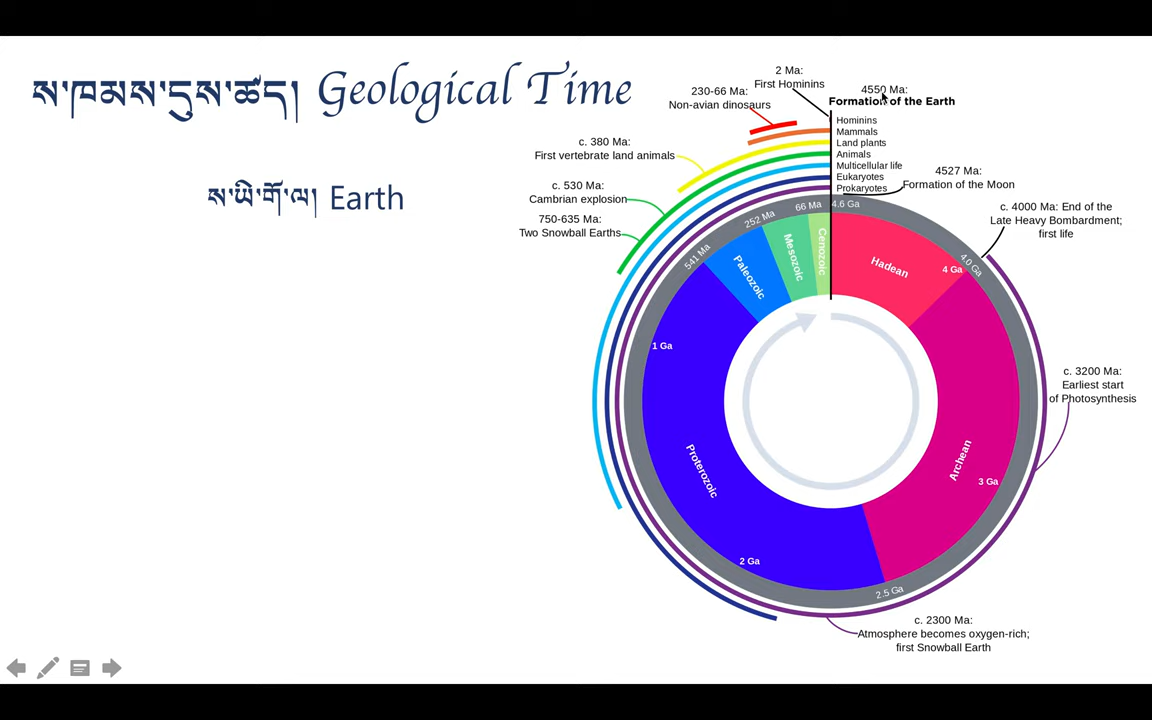 ས་ཁམས་དུས་ཚད། Geological Time
ས་ཡི་གོ་ལ། Earth
2 Ma:
First Hominins
230-66 Ma:
Non-avian dinosaurs
c. 380 Ma:
First vertebrate land animals
c. 530 Ma:
Cambrian explosion
750-635 Ma:
Two Snowball Earths
4550 Ma:
Formation of the Earth
Hominins
Mammals
Land plants
Animals
Multicellular life
Eukaryotes
Prokaryotes
4527 Ma:
Formation of the Moon
c. 4000 Ma: End of the
Late Heavy Bombardment;
first life
c. 3200 Ma:
Earliest start
of Photosynthesis
c. 2300 Ma:
Atmosphere becomes oxygen-rich;
first Snowball Earth
4.6 Ga
4.0 Ga
2.5 Ga
541 Ma
252 Ma
66 Ma
Hadean
4 Ga
Archean
3 Ga
Proterozoic
2 Ga
1 Ga
Paleozoic
Mesozoic
Cenozoic